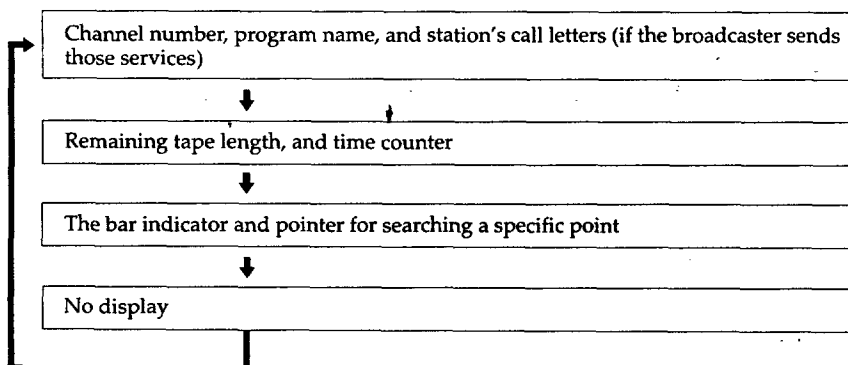 Channel number, program name, and station's call letters (if the broadcaster sends
those services)
Remaining tape length, and time counter
The bar indicator and pointer for searching a specific point
No display